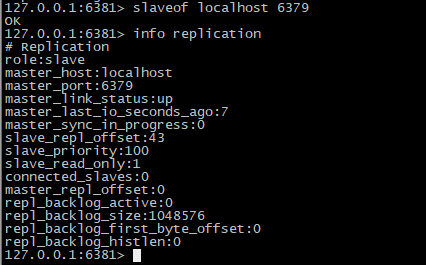 127.0.0.1:6381> slaveof localhost 6379
OK
127.0.0.1:6381> info replication
# Replication
role:slave
master_host:localhost
master_port:6379
master_link_status:up
master_last_io_seconds_ago:7
master_sync_in_progress:0
slave_repl_offset:43
slave_priority:100
slave_read_only:1
connected_slaves:0
master_repl_offset:0
repl_backlog_active:0
repl_backlog_size:1048576
repl_backlog_first_byte_offset:0
repl_backlog_histlen:0
127.0.0.1:6381>